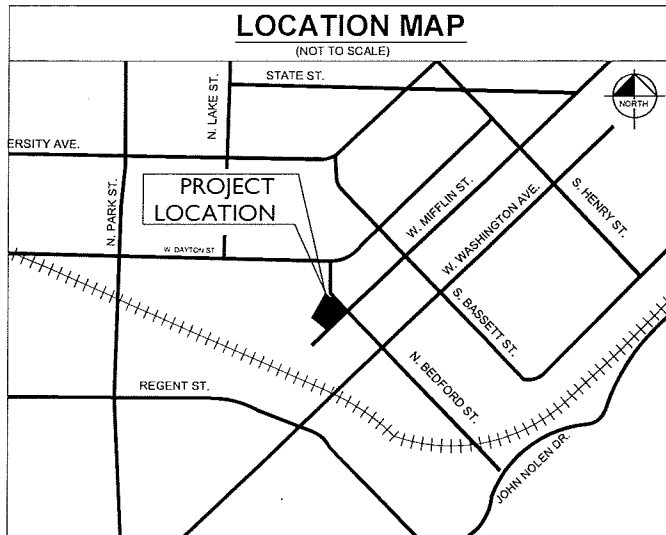 LOCATION MAP
(NOT TO SCALE)
STATE ST.
N. LAKE ST.
NORTH
ERSITY AVE.
N. PARK ST.
PROJECT
LOCATION
W. MIFFLIN ST.
S. HENRY ST.
W. WASHINGTON AVE.
W. DAYTON ST
S. BASSETT ST.
N. BEDFORD ST.
REGENT ST.
JOHN NOLEN DR.